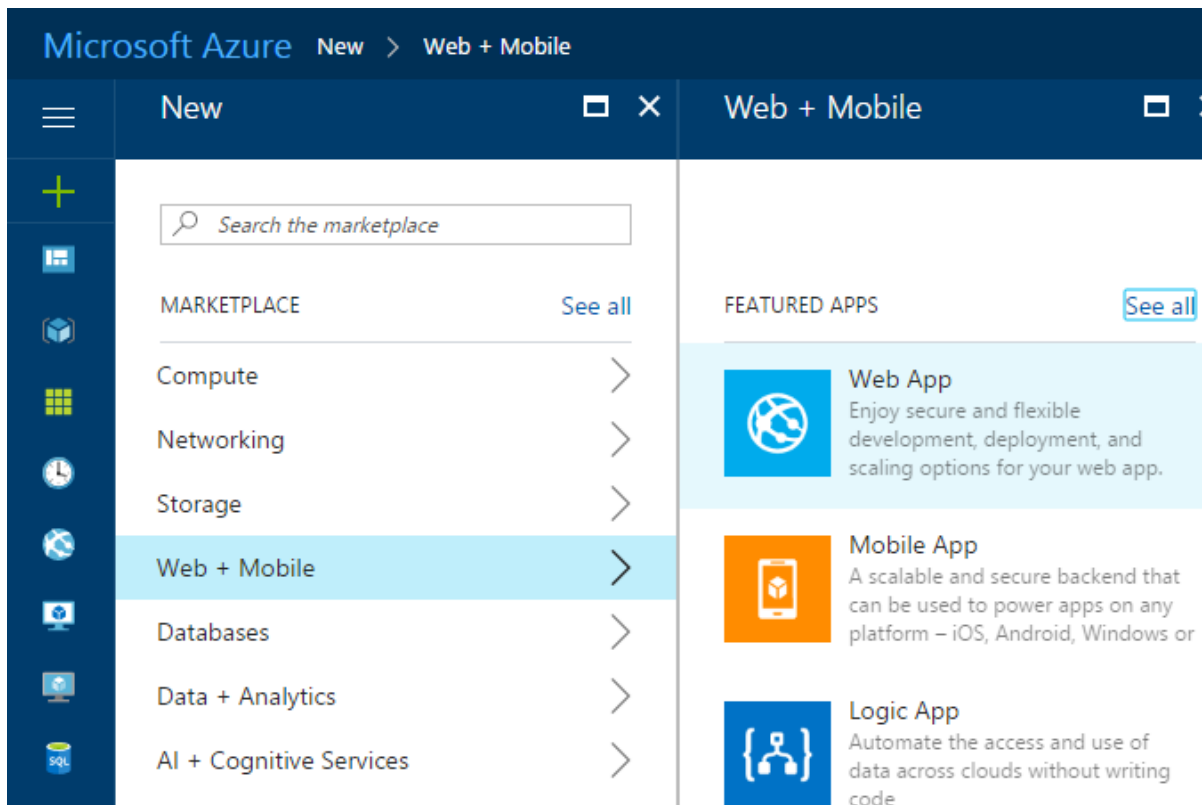 Microsoft Azure New > Web + Mobile
New
Search the marketplace
MARKETPLACE See all
Compute
Networking
Storage
Web + Mobile
Databases
Data + Analytics
AI + Cognitive Services
SQL
Web + Mobile
FEATURED APPS See all
Web App
Enjoy secure and flexible
development, deployment, and
scaling options for your web app.
Mobile App
A scalable and secure backend that
can be used to power apps on any
platform – iOS, Android, Windows or
Logic App
Automate the access and use of
data across clouds without writing
code